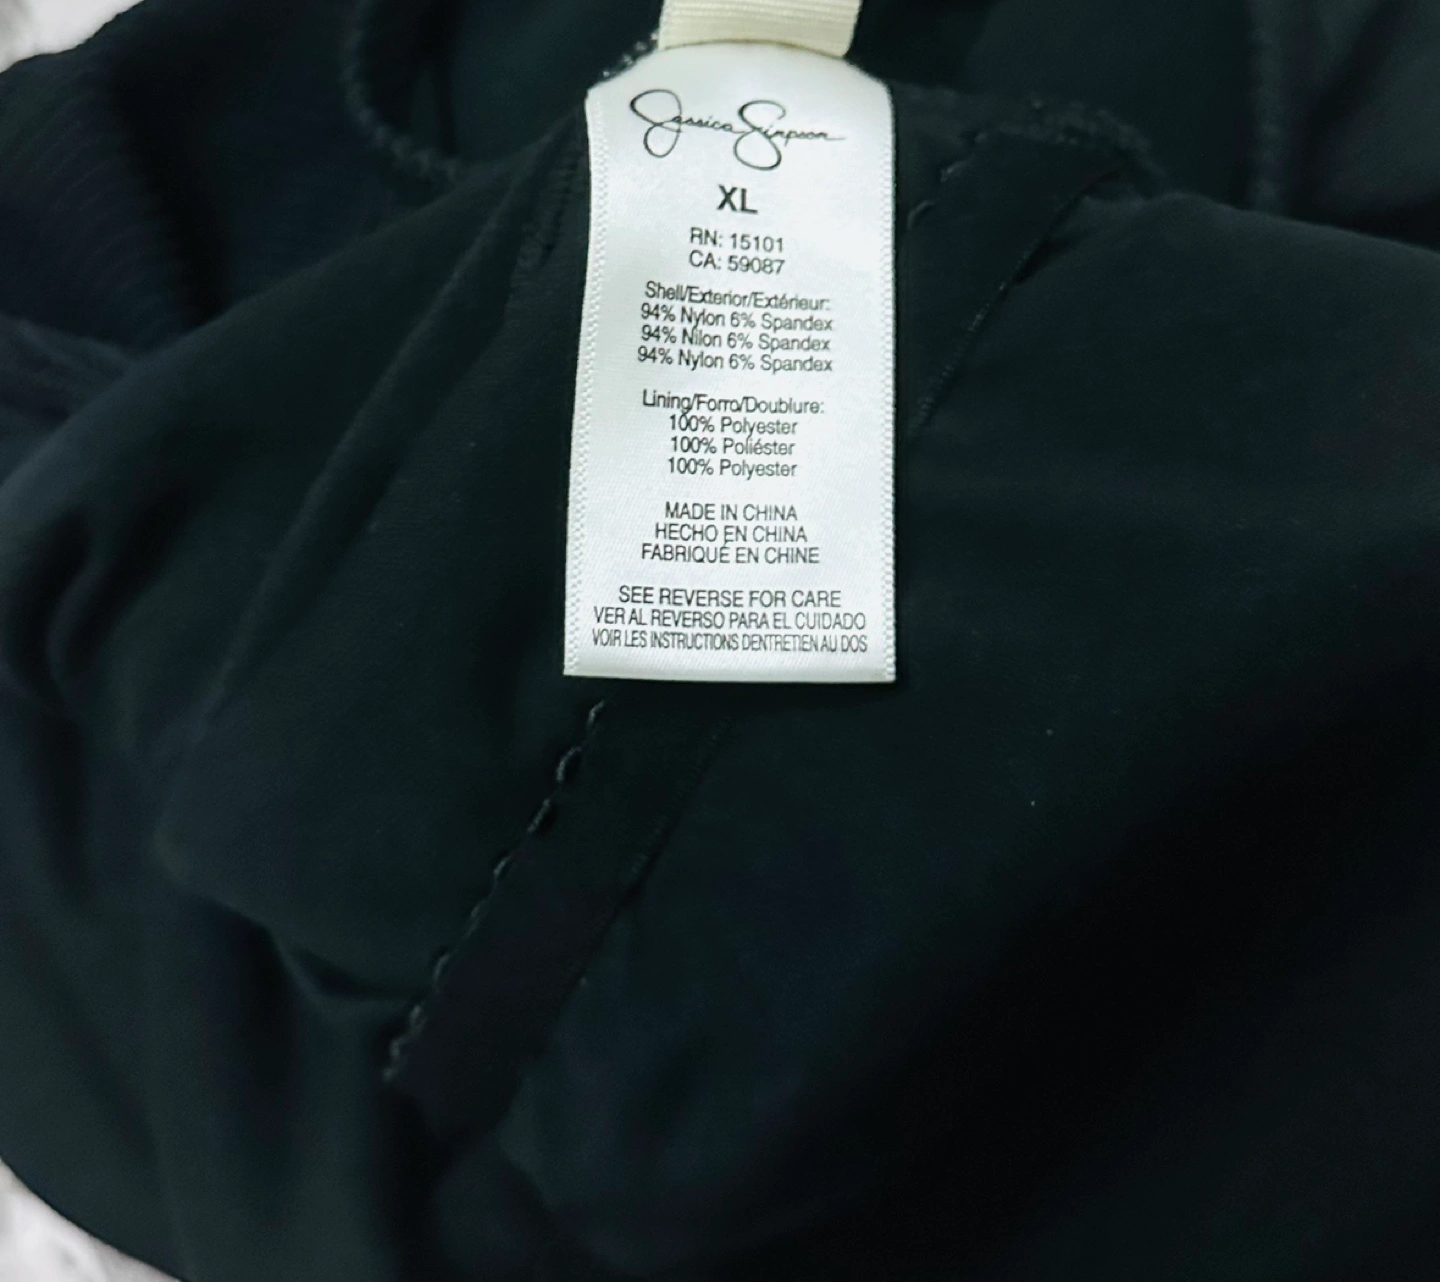 Jessica Simpson
XL
RN: 15101
CA: 59087
Shell/Exterior/Extérieur:
94% Nylon 6% Spandex
94% Nilon 6% Spandex
94% Nylon 6% Spandex
Lining/Forro/Doublure:
100% Polyester
100% Poliéster
100% Polyester
MADE IN CHINA
HECHO EN CHINA
FABRIQUÉ EN CHINE
SEE REVERSE FOR CARE
VER AL REVERSO PARA EL CUIDADO
VOIR LES INSTRUCTIONS D'ENTRETIEN AU DOS